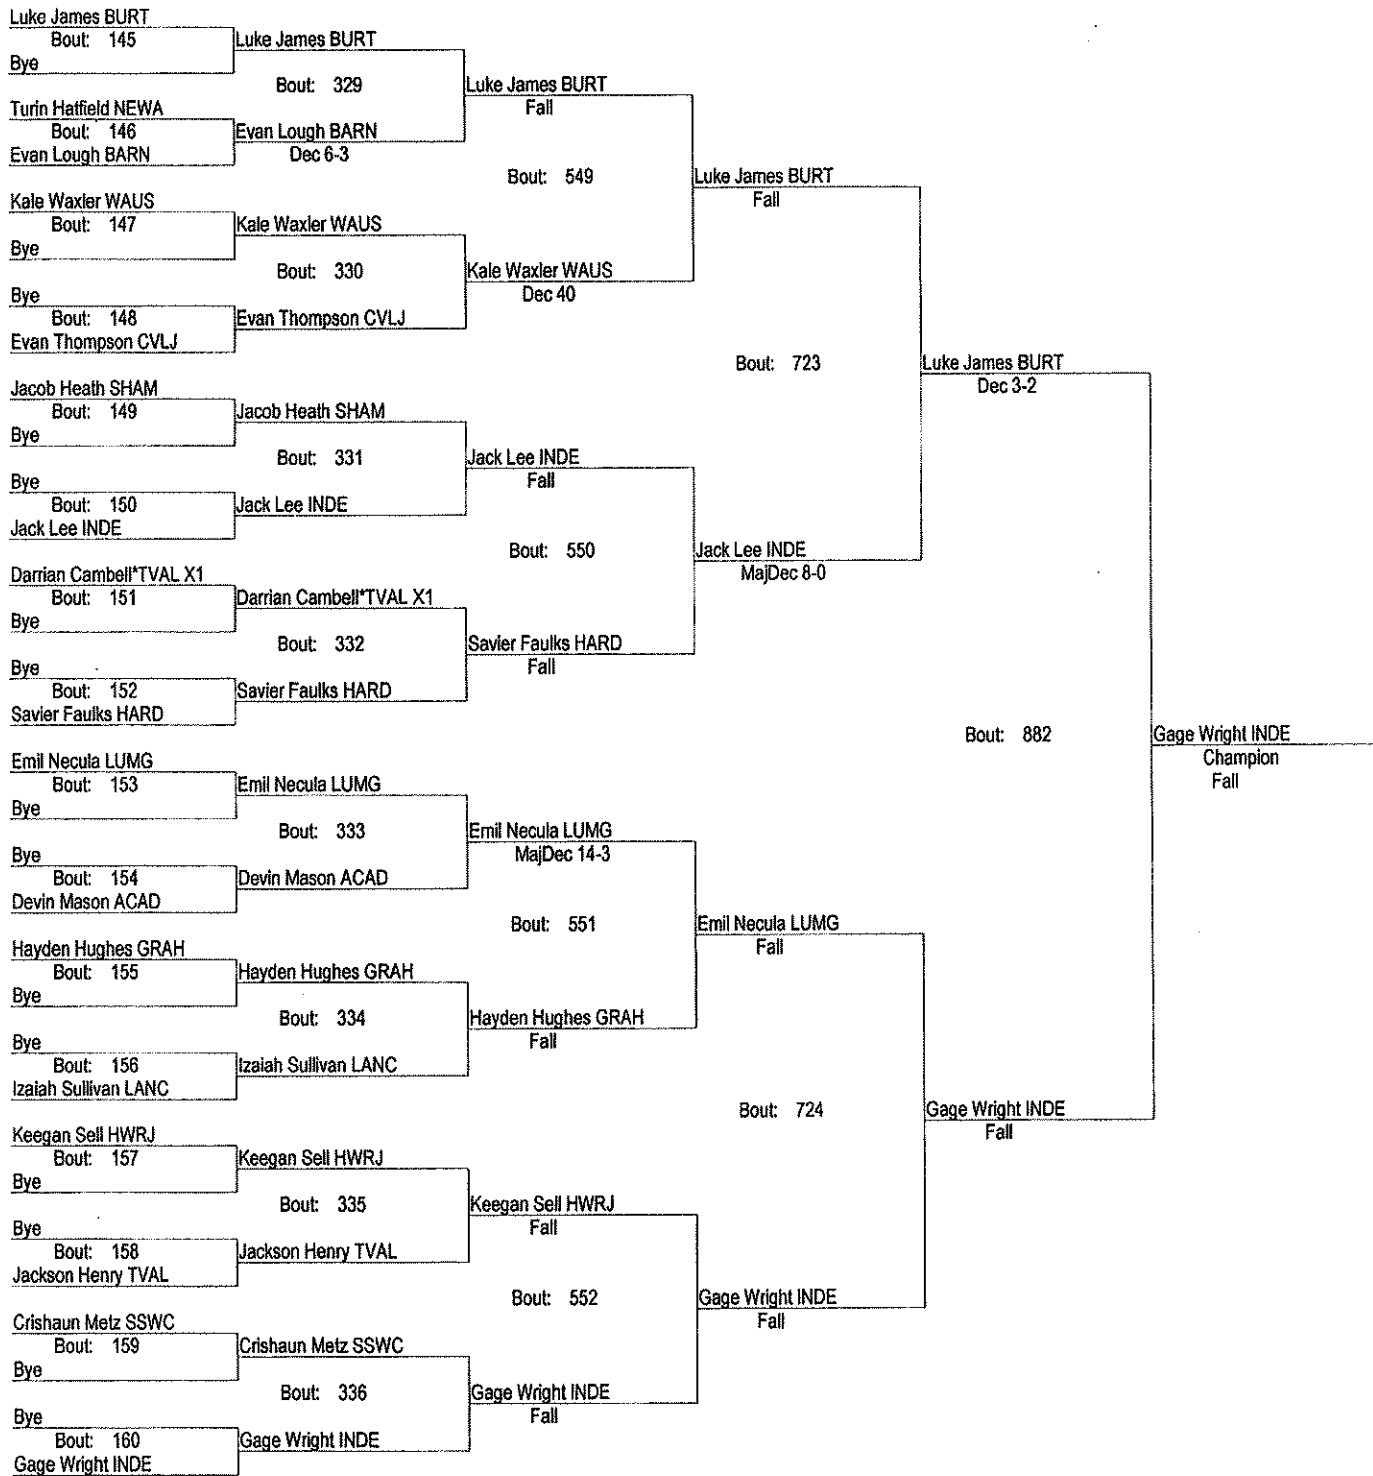 Luke James BURT
Bout: 145
Bye
Luke James BURT
Bout: 329
Turin Hatfield NEWA
Bout: 146
Evan Lough BARN
Evan Lough BARN
Dec 6-3
Luke James BURT
Fall
Bout: 549
Kale Waxler WAUS
Bout: 147
Bye
Kale Waxler WAUS
Bout: 330
Bye
Bout: 148
Evan Thompson CVLJ
Evan Thompson CVLJ
Kale Waxler WAUS
Dec 40
Luke James BURT
Fall
Bout: 723
Jacob Heath SHAM
Bout: 149
Bye
Jacob Heath SHAM
Bout: 331
Bye
Bout: 150
Jack Lee INDE
Jack Lee INDE
Jack Lee INDE
Fall
Bout: 550
Darrian Cambell*TVAL X1
Bout: 151
Bye
Darrian Cambell*TVAL X1
Bout: 332
Bye
Bout: 152
Savier Faulks HARD
Savier Faulks HARD
Savier Faulks HARD
Fall
Jack Lee INDE
MajDec 8-0
Luke James BURT
Dec 3-2
Bout: 882
Gage Wright INDE
Champion
Fall
Emil Necula LUMG
Bout: 153
Bye
Emil Necula LUMG
Bout: 333
Bye
Bout: 154
Devin Mason ACAD
Devin Mason ACAD
Emil Necula LUMG
MajDec 14-3
Bout: 551
Hayden Hughes GRAH
Bout: 155
Bye
Hayden Hughes GRAH
Bout: 334
Bye
Bout: 156
Izaiah Sullivan LANC
Izaiah Sullivan LANC
Hayden Hughes GRAH
Fall
Emil Necula LUMG
Fall
Bout: 724
Keegan Sell HWRJ
Bout: 157
Bye
Keegan Sell HWRJ
Bout: 335
Bye
Bout: 158
Jackson Henry TVAL
Jackson Henry TVAL
Keegan Sell HWRJ
Fall
Bout: 552
Crishaun Metz SSWC
Bout: 159
Bye
Crishaun Metz SSWC
Bout: 336
Bye
Bout: 160
Gage Wright INDE
Gage Wright INDE
Gage Wright INDE
Fall
Gage Wright INDE
Fall
Gage Wright INDE
Fall